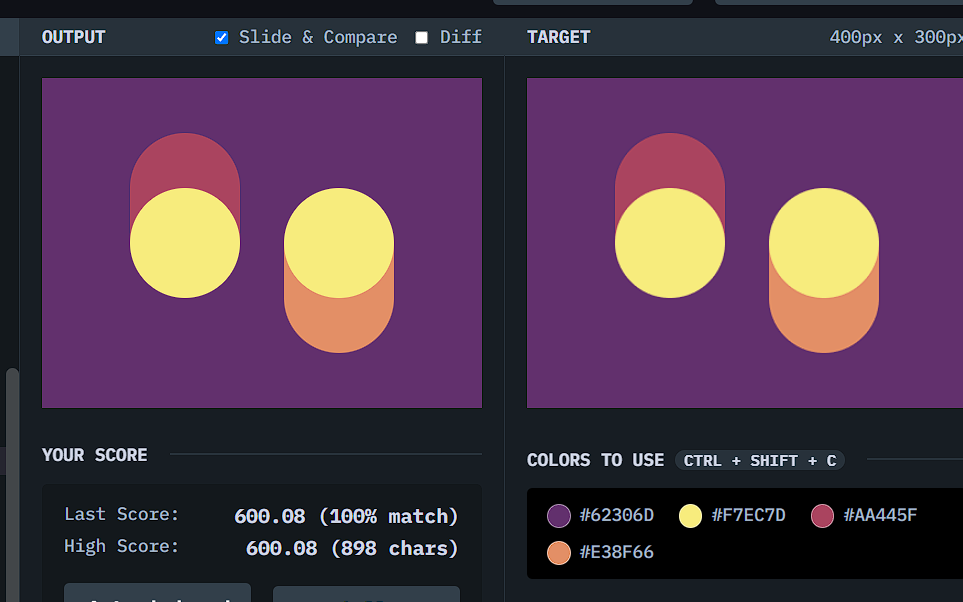 OUTPUT
Slide & Compare
Diff
TARGET
400px x 300px
YOUR SCORE
Last Score: 600.08 (100% match)
High Score: 600.08 (898 chars)
COLORS TO USE CTRL + SHIFT + C
#62306D #F7EC7D #AA445F
#E38F66